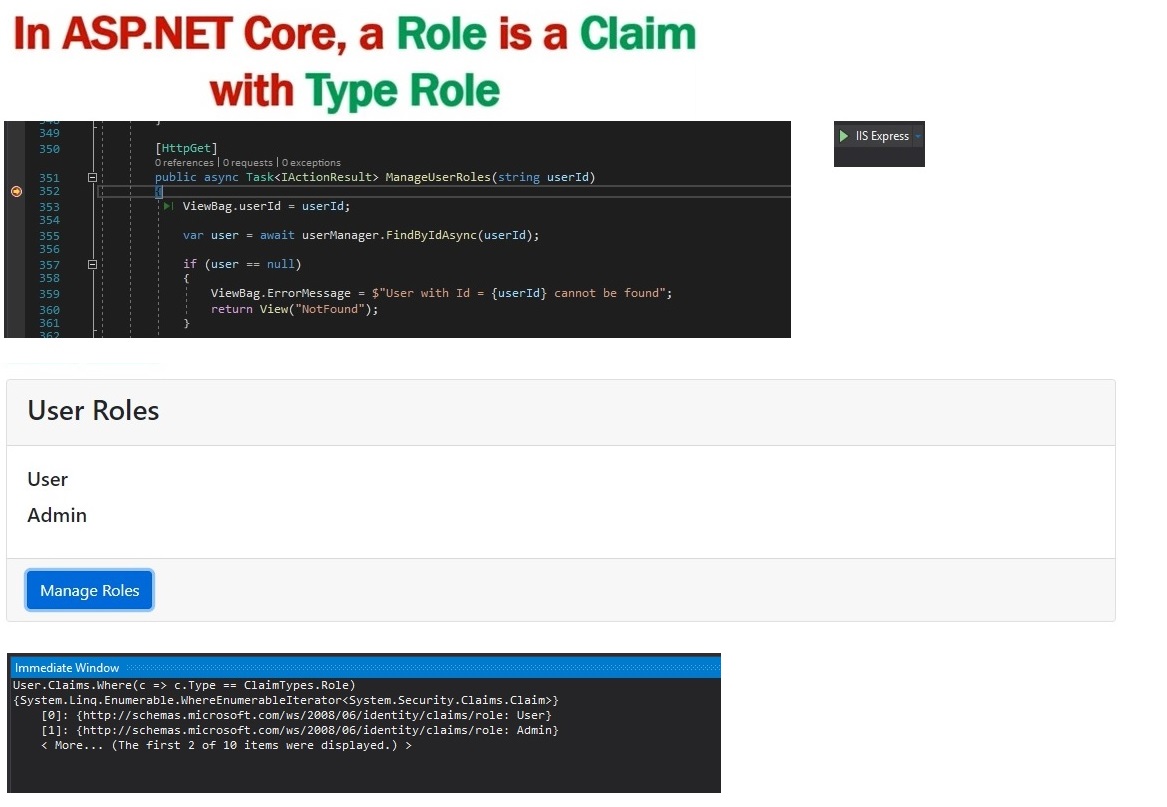 In ASP.NET Core, a Role is a Claim
with Type Role
349
350 [HttpGet]
0 references | 0 requests | 0 exceptions
351 public async Task<IActionResult> ManageUserRoles(string userId)
352 {
353 ViewBag.userId = userId;
354
355 var user = await userManager.FindByIdAsync(userId);
356
357 if (user == null)
358 {
359 ViewBag.ErrorMessage = $"User with Id = {userId} cannot be found";
360 return View("NotFound");
361 }
362
IIS Express
User Roles
User
Admin
Manage Roles
Immediate Window
User.Claims.Where(c => c.Type == ClaimTypes.Role)
{System.Linq.Enumerable.WhereEnumerableIterator<System.Security.Claims.Claim>}
[0]: {http://schemas.microsoft.com/ws/2008/06/identity/claims/role: User}
[1]: {http://schemas.microsoft.com/ws/2008/06/identity/claims/role: Admin}
< More... (The first 2 of 10 items were displayed.) >